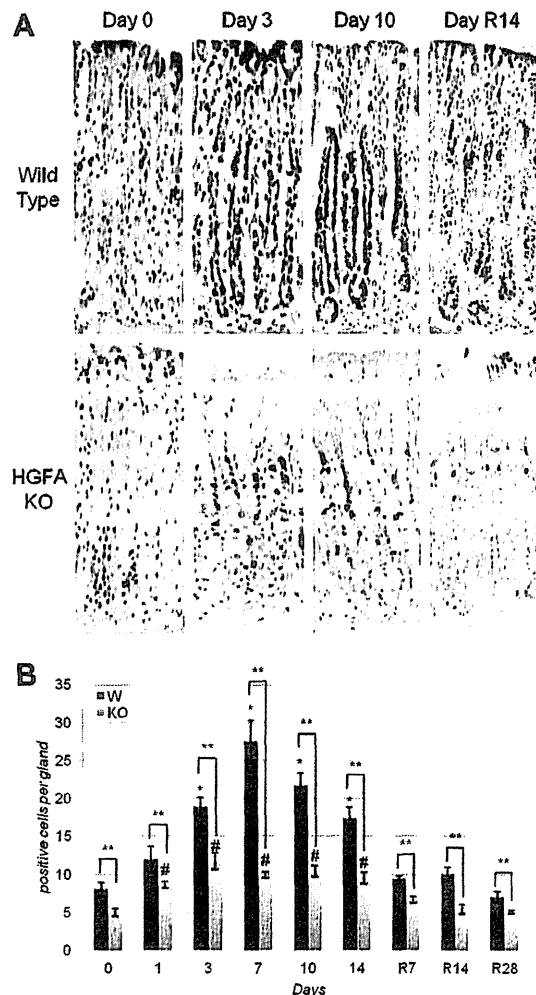 A
Day 0 Day 3 Day 10 Day R14
Wild
Type
HGFA
KO
B
W
KO
positive cells per gland
35
30
25
20
15
10
5
0
** ** ** ** ** ** ** ** **
* * * *
# # # # #
0 1 3 7 10 14 R7 R14 R28
Days